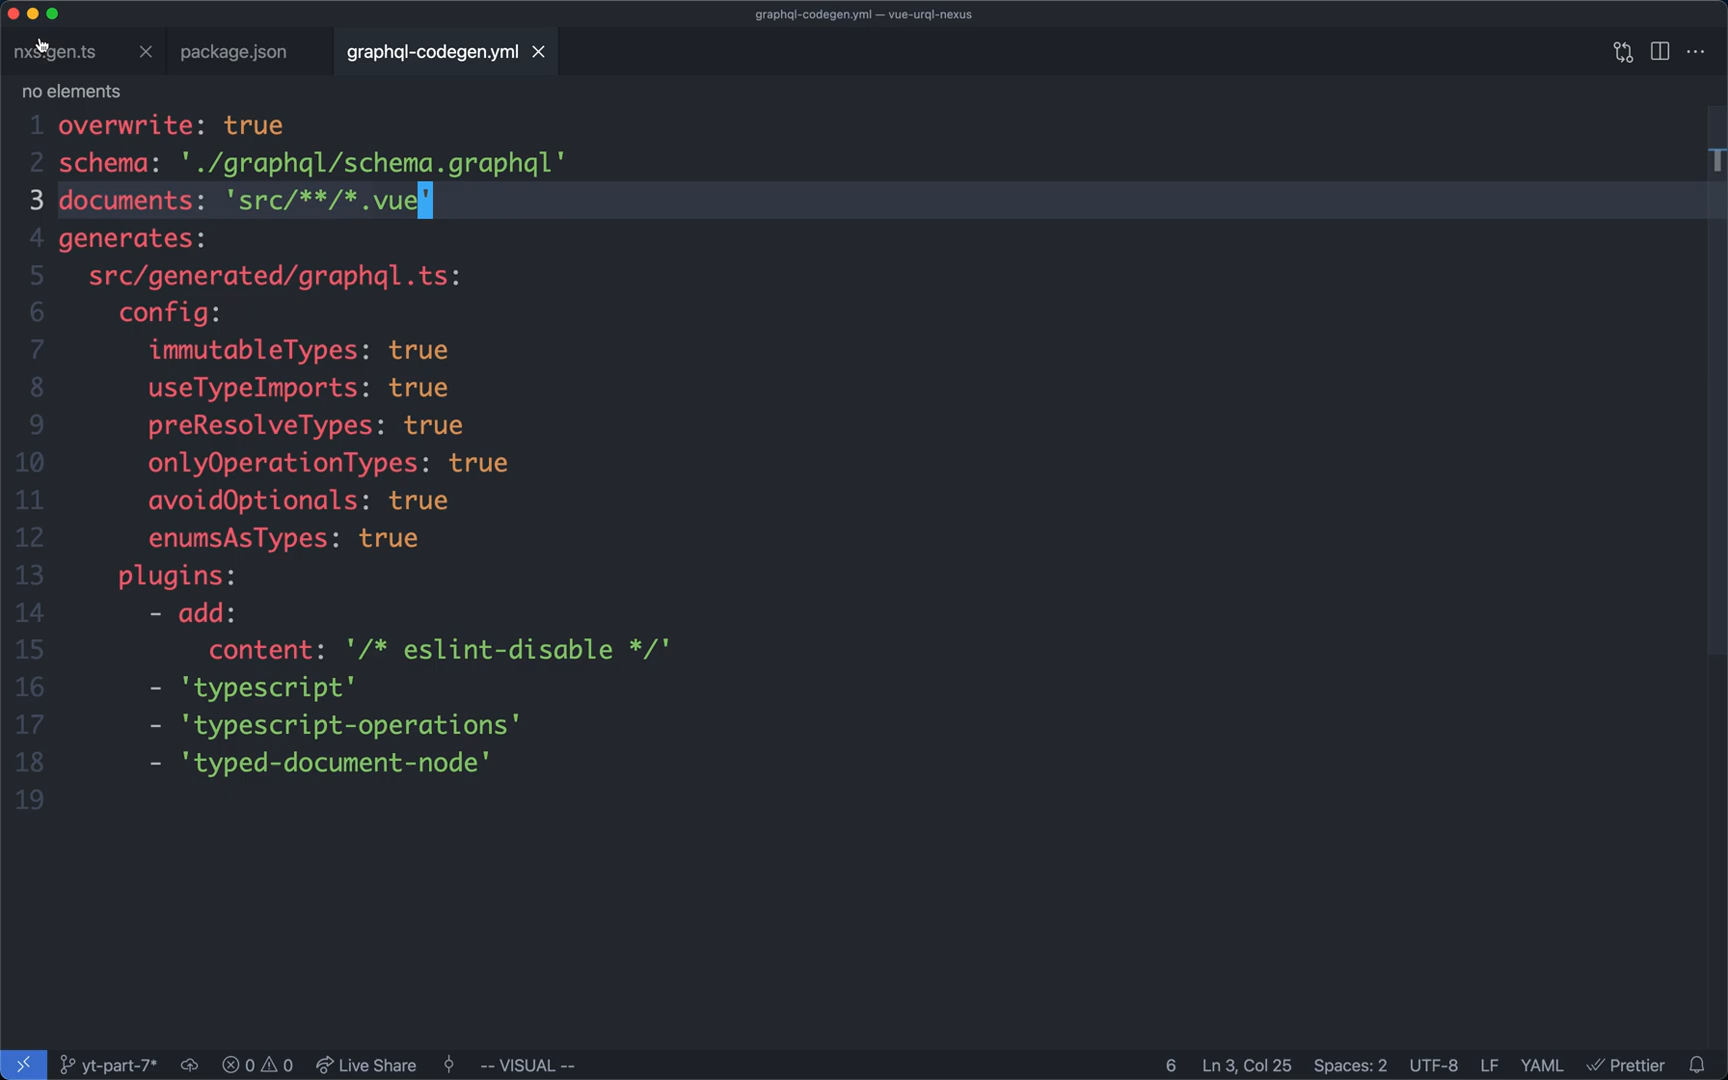 graphql-codegen.yml — vue-urql-nexus
nxs.gen.ts package.json graphql-codegen.yml
no elements
1 overwrite: true
2 schema: './graphql/schema.graphql'
3 documents: 'src/**/*.vue'
4 generates:
5 src/generated/graphql.ts:
6 config:
7 immutableTypes: true
8 useTypeImports: true
9 preResolveTypes: true
10 onlyOperationTypes: true
11 avoidOptionals: true
12 enumsAsTypes: true
13 plugins:
14 - add:
15 content: '/* eslint-disable */'
16 - 'typescript'
17 - 'typescript-operations'
18 - 'typed-document-node'
19
yt-part-7* 0 0 Live Share -- VISUAL -- 6 Ln 3, Col 25 Spaces: 2 UTF-8 LF YAML Prettier